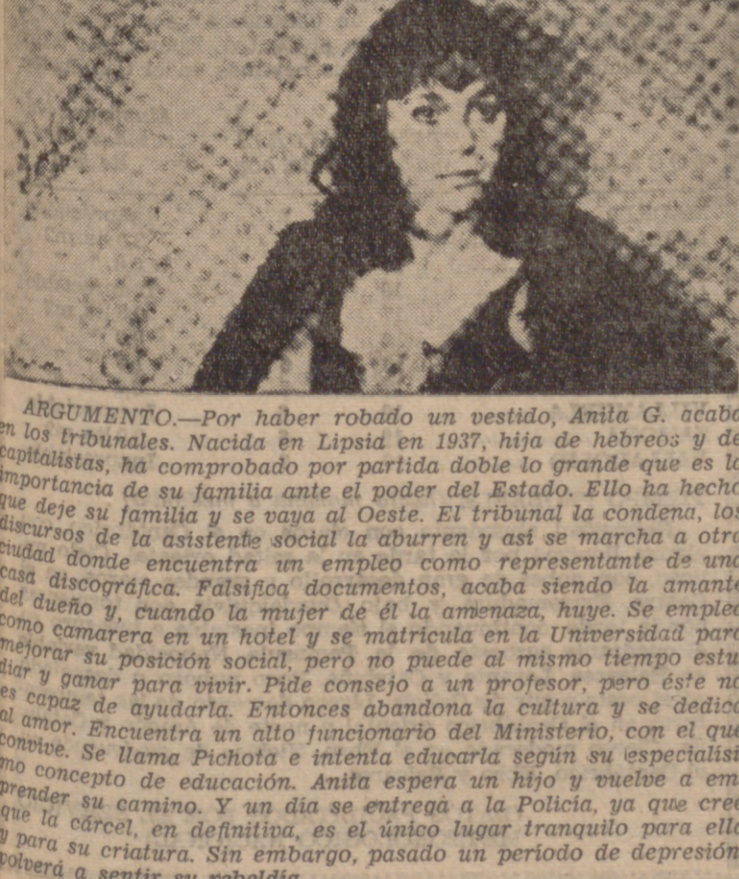 ARGUMENTO.—Por haber robado un vestido, Anita G. acaba
en los tribunales. Nacida en Lipsia en 1937, hija de hebreos y de
capitalistas, ha comprobado por partida doble lo grande que es la
importancia de su familia ante el poder del Estado. Ello ha hecho
que deje su familia y se vaya al Oeste. El tribunal la condena, los
discursos de la asistente social la aburren y así se marcha a otra
ciudad donde encuentra un empleo como representante de una
casa discográfica. Falsifica documentos, acaba siendo la amante
del dueño y, cuando la mujer de él la amenaza, huye. Se emplea
como camarera en un hotel y se matricula en la Universidad para
mejorar su posición social, pero no puede al mismo tiempo estu
diar y ganar para vivir. Pide consejo a un profesor, pero éste no
es capaz de ayudarla. Entonces abandona la cultura y se dedica
al amor. Encuentra un alto funcionario del Ministerio, con el que
convive. Se llama Pichota e intenta educarla según su especialísi
mo concepto de educación. Anita espera un hijo y vuelve a em
prender su camino. Y un día se entrega a la Policía, ya que cree
que la cárcel, en definitiva, es el único lugar tranquilo para ella
y para su criatura. Sin embargo, pasado un período de depresión
volverá a sentir su rebeldía